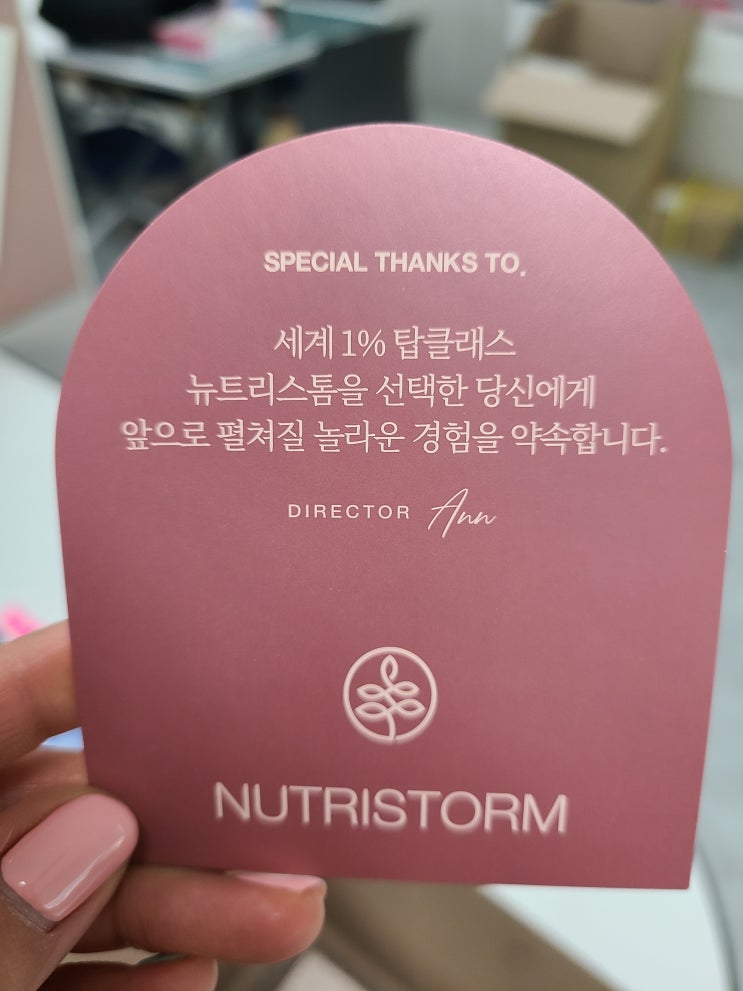 SPECIAL THANKS TO.
세계 1% 탑클래스
뉴트리스톰을 선택한 당신에게
앞으로 펼쳐질 놀라운 경험을 약속합니다.
DIRECTOR Ann
NUTRISTORM